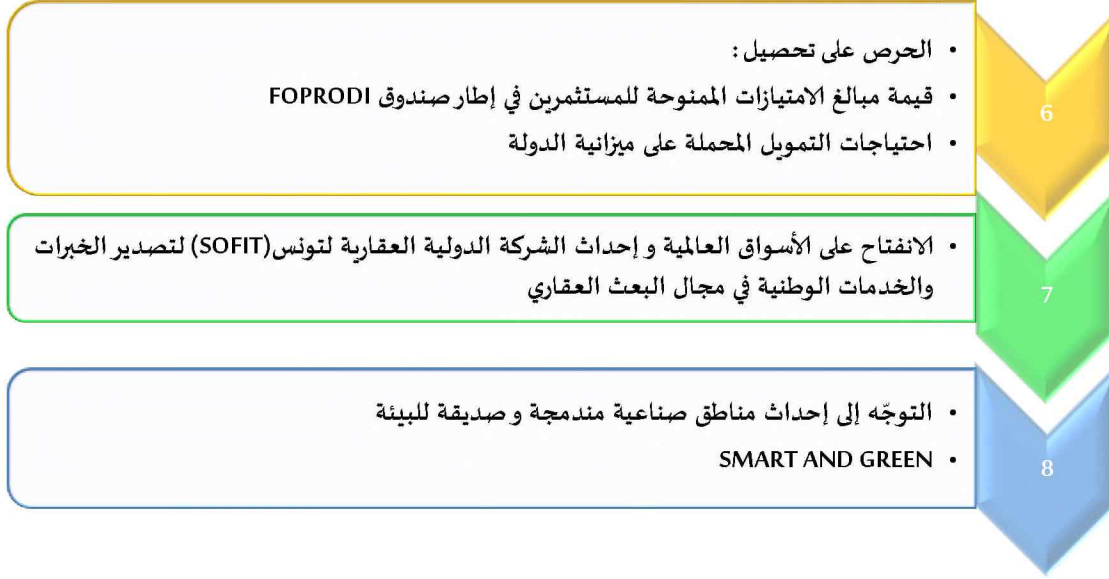 6
• الحرص على تحصيل :
• قيمة مبالغ الامتيازات الممنوحة للمستثمرين في إطار صندوق FOPRODI
• احتياجات التمويل المحملة على ميزانية الدولة
7
• الانفتاح على الأسواق العالمية و إحداث الشركة الدولية العقارية لتونس(SOFIT) لتصدير الخبرات
والخدمات الوطنية في مجال البعث العقاري
8
• التوجّه إلى إحداث مناطق صناعية مندمجة و صديقة للبيئة
• SMART AND GREEN